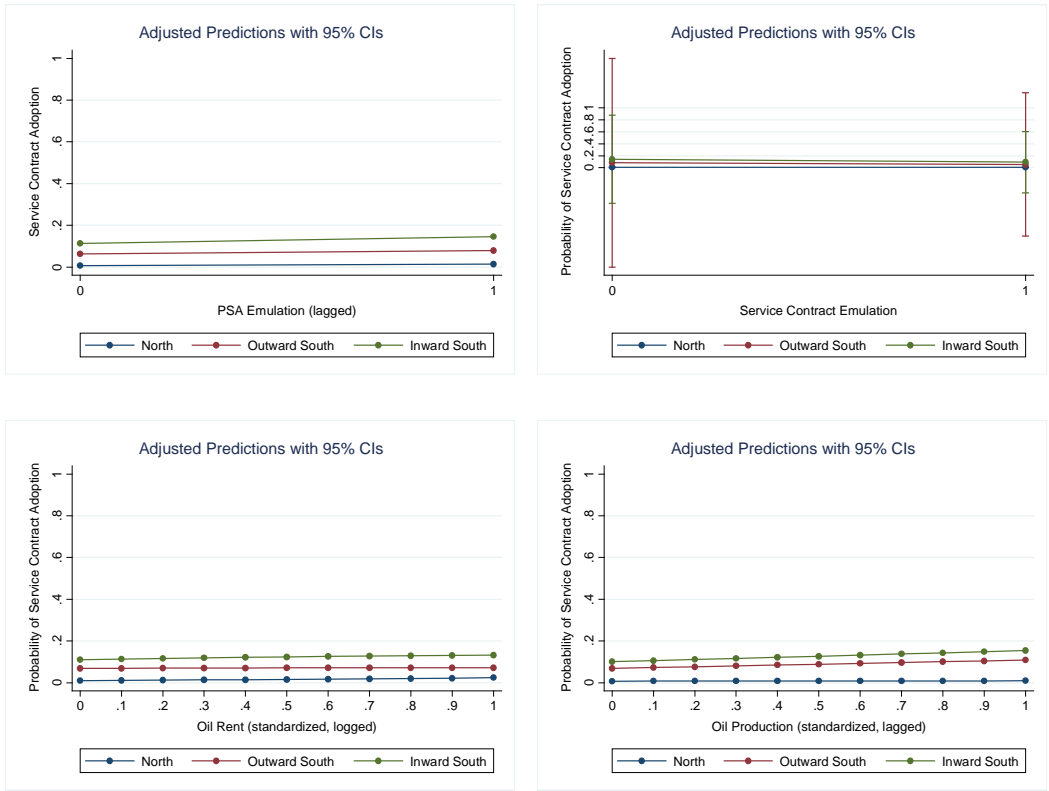 Adjusted Predictions with 95% CIs
Service Contract Adoption
1
.8
.6
.4
.2
0
0 1
PSA Emulation (lagged)
North Outward South Inward South
Adjusted Predictions with 95% CIs
Probability of Service Contract Adoption
1
.8
.6
.4
.2
0
0 1
Service Contract Emulation
North Outward South Inward South
Adjusted Predictions with 95% CIs
Probability of Service Contract Adoption
1
.8
.6
.4
.2
0
0 .1 .2 .3 .4 .5 .6 .7 .8 .9 1
Oil Rent (standardized, logged)
North Outward South Inward South
Adjusted Predictions with 95% CIs
Probability of Service Contract Adoption
1
.8
.6
.4
.2
0
0 .1 .2 .3 .4 .5 .6 .7 .8 .9 1
Oil Production (standardized, lagged)
North Outward South Inward South